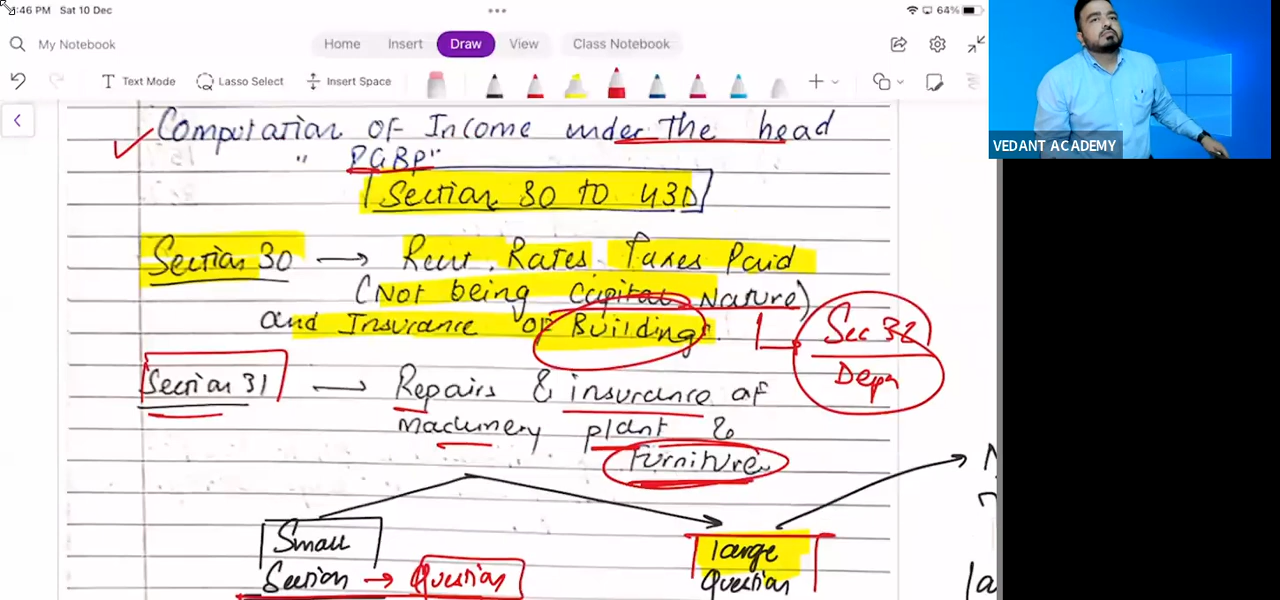 :46 PM Sat 10 Dec
•••
64%
My Notebook
Home Insert Draw View Class Notebook
Text Mode Lasso Select Insert Space
VEDANT ACADEMY
Computation of Income under the head
" PGBP"
Section 30 to 43D
Section 30 → Rent, Rates Taxes Paid
(Not being Capital Nature)
and Insurance of Building.
Sec 32
Depn
Section 31 → Repairs & insurance of
machinery plant &
Furniture
Small
Section → Question
large
Question